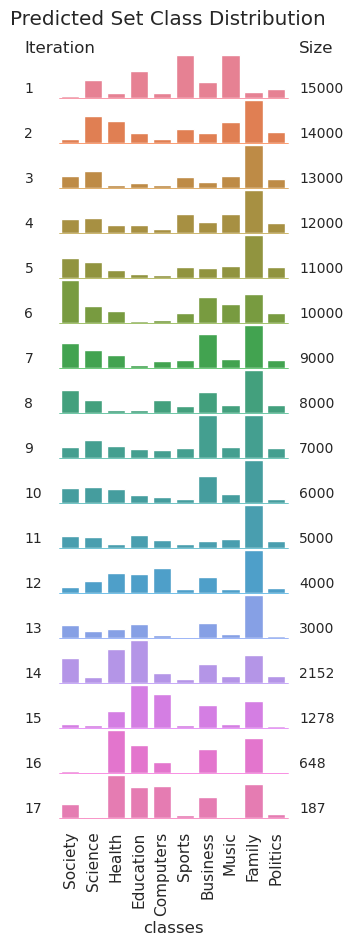 Predicted Set Class Distribution
Iteration Size
1 15000
2 14000
3 13000
4 12000
5 11000
6 10000
7 9000
8 8000
9 7000
10 6000
11 5000
12 4000
13 3000
14 2152
15 1278
16 648
17 187
Society
Science
Health
Education
Computers
Sports
Business
Music
Family
Politics
classes